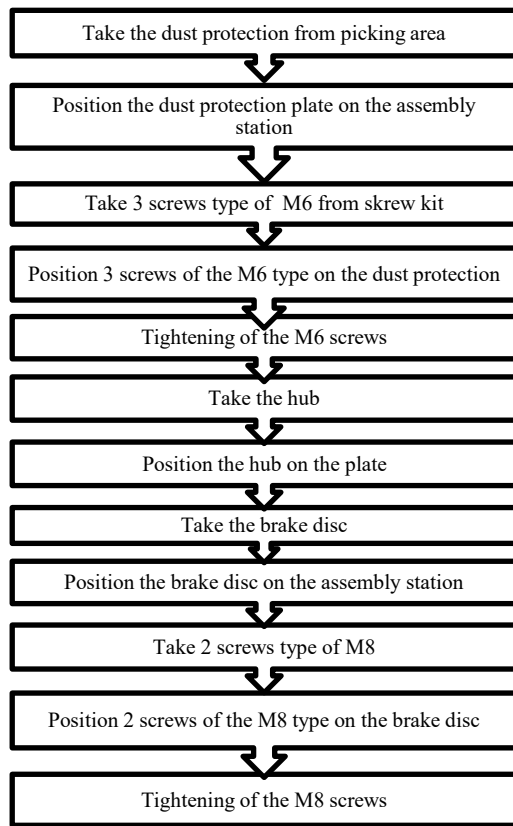 Take the dust protection from picking area
Position the dust protection plate on the assembly
station
Take 3 screws type of M6 from skrew kit
Position 3 screws of the M6 type on the dust protection
Tightening of the M6 screws
Take the hub
Position the hub on the plate
Take the brake disc
Position the brake disc on the assembly station
Take 2 screws type of M8
Position 2 screws of the M8 type on the brake disc
Tightening of the M8 screws